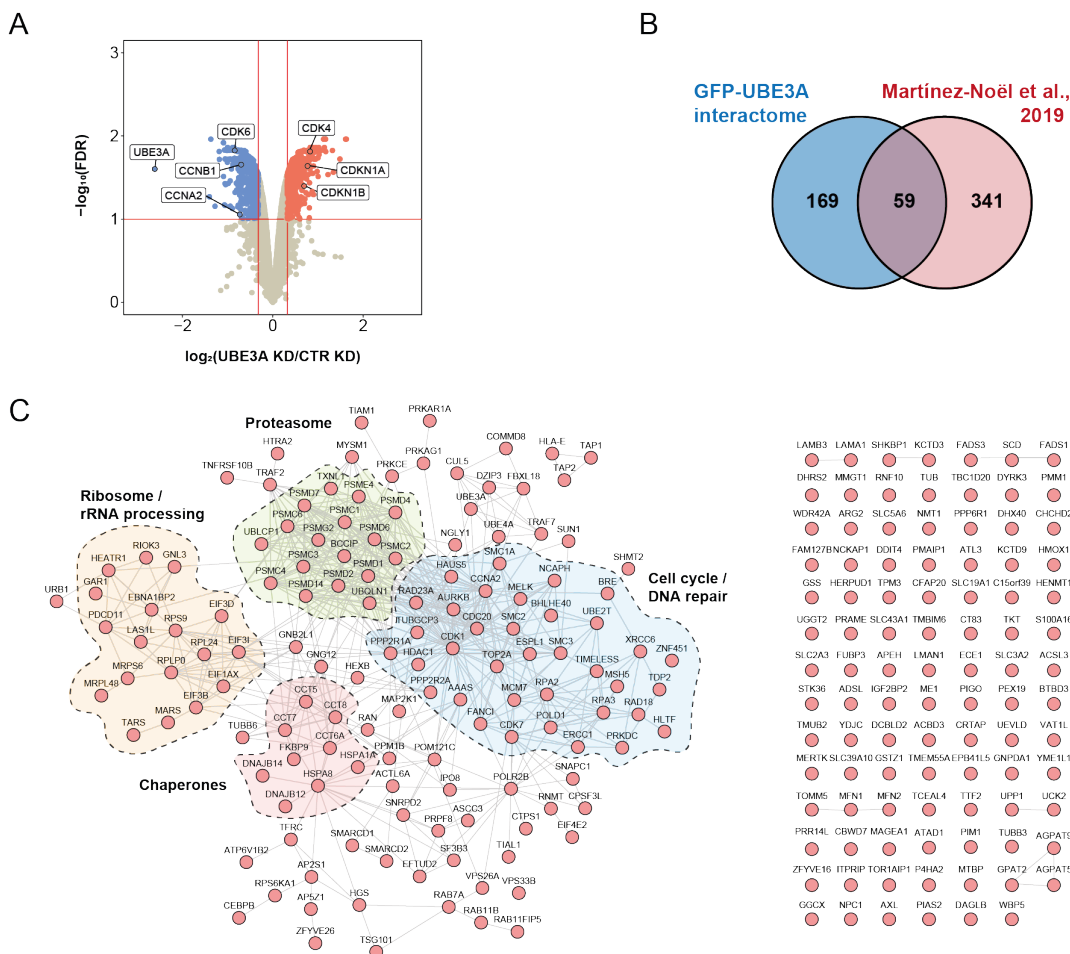 A
3
2
1
0
−log₁₀(FDR)
UBE3A
CDK6
CCNB1
CCNA2
CDK4
CDKN1A
CDKN1B
−2
0
2
log₂(UBE3A KD/CTR KD)
B
GFP-UBE3A
interactome
Martínez-Noël et al.,
2019
169
59
341
C
Proteasome
Ribosome /
rRNA processing
Cell cycle /
DNA repair
Chaperones
TIAM1
PRKAR1A
HTRA2
MYSM1
COMMD8
HLA-E
TAP1
TNFRSF10B
TRAF2
PRKCE
PRKAG1
CUL5
TAP2
TXNL1
PSME4
DZIP3
FBXL18
PSMD7
PSMD4
UBE3A
PSMC6
PSMC1
UBE4A
TRAF7
SUN1
UBLCP1
PSMG2
PSMD6
NGLY1
BCCIP
PSMC3
PSMC2
SMC1A
SHMT2
PSMC4
PSMD14
PSMD2
PSMD1
UBQLN1
RIOK3
HEATR1
GNL3
URB1
GAR1
EBNA1BP2
EIF3D
PDCD11
RPS9
LAS1L
RPL24
EIF3I
MRPS6
RPLP0
EIF1AX
MRPL48
EIF3B
MARS
TARS
HAUS5
CCNA2
NCAPH
BRE
RAD23A
AURKB
MELK
BHLHE40
UBE2T
TUBGCP3
CDC20
SMC2
PPP2R1A
CDK1
ESPL1
SMC3
XRCC6
ZNF451
HDAC1
TOP2A
TIMELESS
MSH5
TDP2
PPP2R2A
AAAS
MCM7
RPA2
RPA3
RAD18
FANCI
CDK7
POLD1
HLTF
ERCC1
PRKDC
GNB2L1
GNG12
HEXB
MAP2K1
CCT5
CCT8
RAN
TUBB6
CCT7
CCT6A
FKBP9
HSPA1A
PPM1B
POM121C
SNAPC1
DNAJB14
HSPA8
ACTL6A
IPO8
POLR2B
DNAJB12
SNRPD2
ASCC3
RNMT
CPSF3L
TFRC
SMARCD1
PRPF8
CTPS1
EIF4E2
ATP6V1B2
SMARCD2
SF3B3
TIAL1
AP2S1
EFTUD2
VPS26A
VPS33B
RPS6KA1
HGS
RAB7A
CEBPB
AP5Z1
RAB11B
RAB11FIP5
ZFYVE26
TSG101
LAMB3 LAMA1 SHKBP1 KCTD3 FADS3 SCD FADS1
DHRS2 MMGT1 RNF10 TUB TBC1D20 DYRK3 PMM1
WDR42A ARG2 SLC5A6 NMT1 PPP6R1 DHX40 CHCHD2
FAM127B NCKAP1 DDIT4 PMAIP1 ATL3 KCTD9 HMOX1
GSS HERPUD1 TPM3 CFAP20 SLC19A1 C15orf39 HENMT1
UGGT2 PRAME SLC43A1 TMBIM6 CT83 TKT S100A16
SLC2A3 FUBP3 APEH LMAN1 ECE1 SLC3A2 ACSL3
STK36 ADSL IGF2BP2 ME1 PIGO PEX19 BTBD3
TMUB2 YDJC DCBLD2 ACBD3 CRTAP UEVLD VAT1L
MERTK SLC39A10 GSTZ1 TMEM55A EPB41L5 GNPDA1 YME1L1
TOMM5 MFN1 MFN2 TCEAL4 TTF2 UPP1 UCK2
PRR14L CBWD7 MAGEA1 ATAD1 PIM1 TUBB3 AGPAT9
ZFYVE16 ITPRIP TOR1AIP1 P4HA2 MTBP GPAT2 AGPAT5
GGCX NPC1 AXL PIAS2 DAGLB WBP5